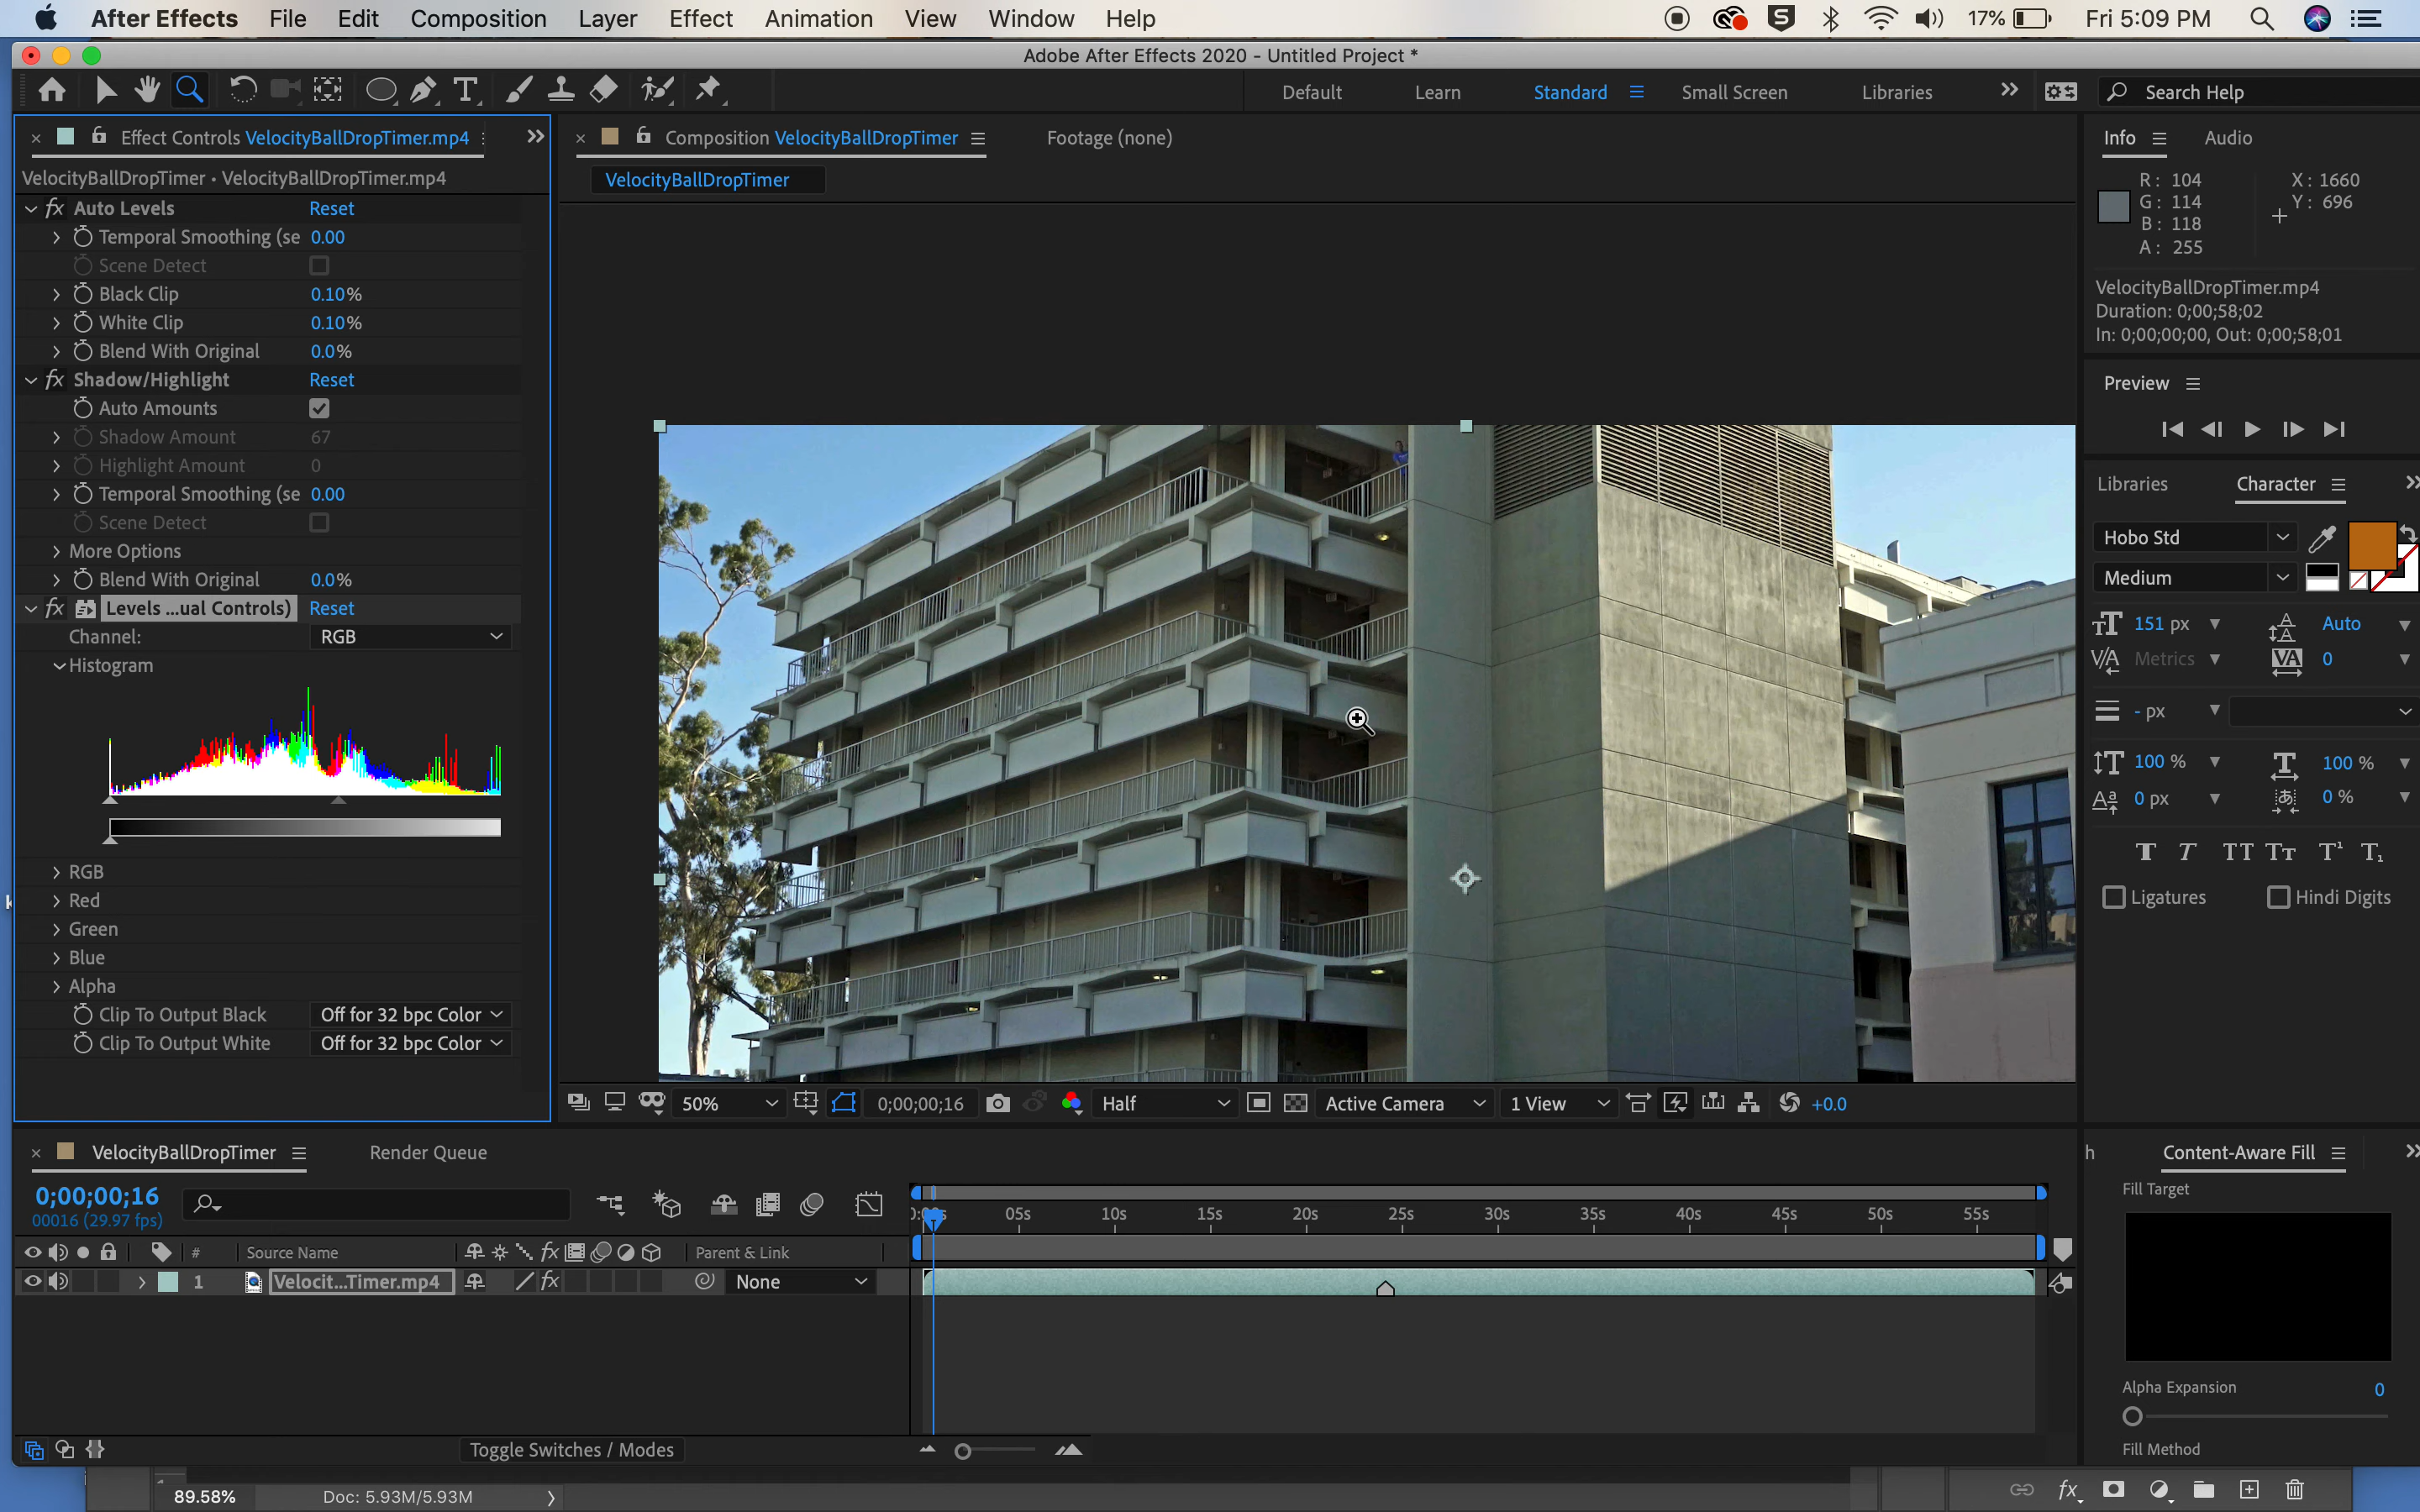 After Effects File Edit Composition Layer Effect Animation View Window Help 17% Fri 5:09 PM
Adobe After Effects 2020 - Untitled Project *
Default Learn Standard Small Screen Libraries Search Help
Effect Controls VelocityBallDropTimer.mp4
Composition VelocityBallDropTimer
Footage (none)
Info Audio
VelocityBallDropTimer • VelocityBallDropTimer.mp4
VelocityBallDropTimer
R: 104 X: 1660
G: 114 Y: 696
B: 118
A: 255
Auto Levels Reset
Temporal Smoothing (se 0.00
Scene Detect
Black Clip 0.10%
White Clip 0.10%
Blend With Original 0.0%
Shadow/Highlight Reset
Auto Amounts
Shadow Amount 67
Highlight Amount 0
Temporal Smoothing (se 0.00
Scene Detect
More Options
Blend With Original 0.0%
Levels ...ual Controls) Reset
Channel: RGB
Histogram
RGB
Red
Green
Blue
Alpha
Clip To Output Black Off for 32 bpc Color
Clip To Output White Off for 32 bpc Color
VelocityBallDropTimer.mp4
Duration: 0;00;58;02
In: 0;00;00;00, Out: 0;00;58;01
Preview
Libraries Character
Hobo Std
Medium
151 px Auto
Metrics 0
- px
100 % 100 %
0 px 0 %
T T TT Tт T¹ T₁
Ligatures Hindi Digits
50% 0;00;00;16 Half Active Camera 1 View +0.0
VelocityBallDropTimer Render Queue
0;00;00;16
00016 (29.97 fps)
05s 10s 15s 20s 25s 30s 35s 40s 45s 50s 55s
# Source Name fx Parent & Link
1 Velocit...Timer.mp4 fx None
Toggle Switches / Modes
h Content-Aware Fill
Fill Target
Alpha Expansion 0
Fill Method
89.58% Doc: 5.93M/5.93M
fx